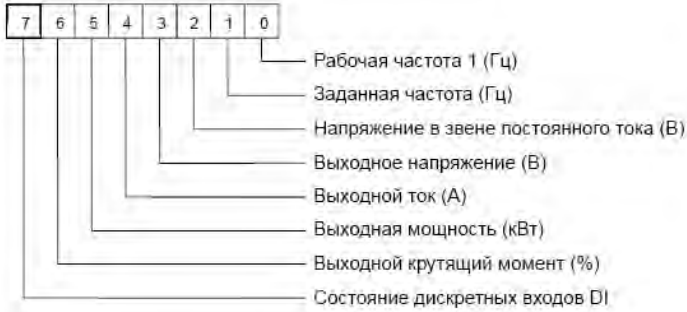 7 6 5 4 3 2 1 0
Рабочая частота 1 (Гц)
Заданная частота (Гц)
Напряжение в звене постоянного тока (В)
Выходное напряжение (В)
Выходной ток (А)
Выходная мощность (кВт)
Выходной крутящий момент (%)
Состояние дискретных входов DI